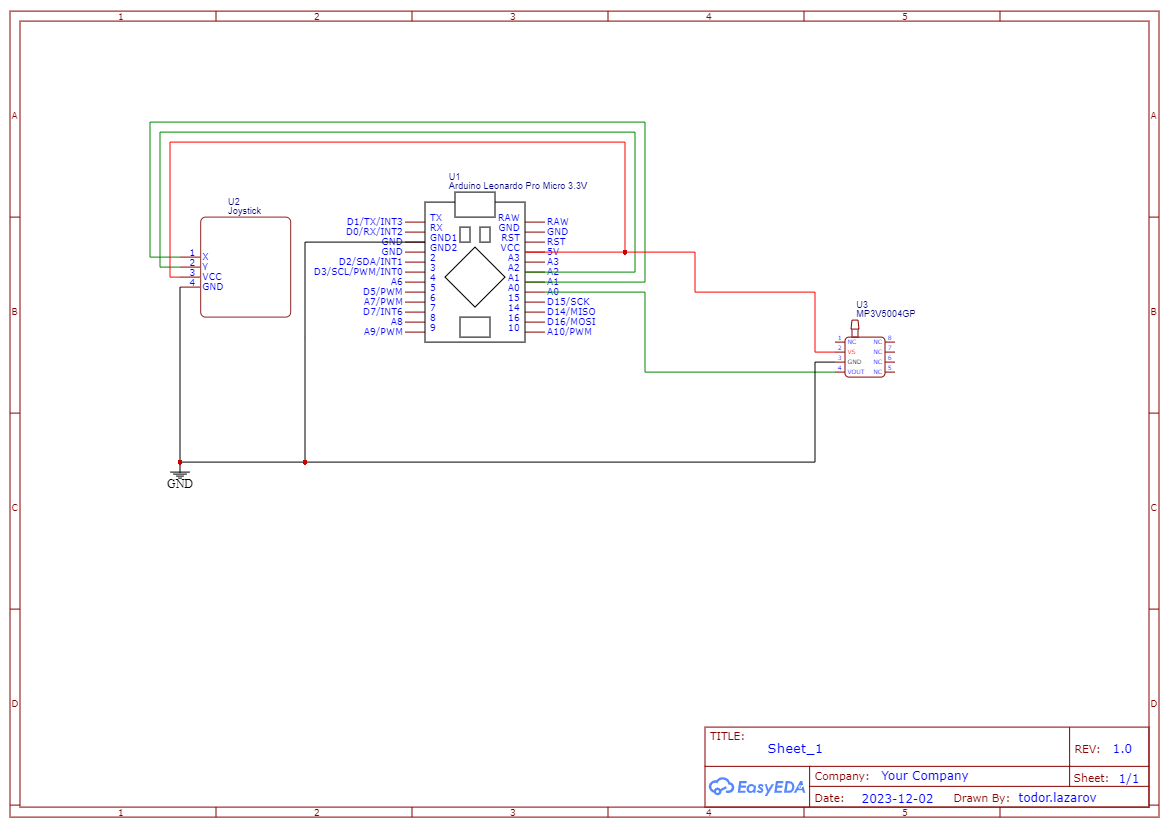 1 2 3 4 5
A A
U1
Arduino Leonardo Pro Micro 3.3V
U2
Joystick
1 X
2 Y
3 VCC
4 GND
D1/TX/INT3 TX RAW RAW
D0/RX/INT2 RX GND GND
GND GND1 RST RST
GND GND2 VCC 5V
D2/SDA/INT1 2 A3 A3
D3/SCL/PWM/INT0 3 A2 A2
A6 4 A1 A1
D5/PWM 5 A0 A0
A7/PWM 6 15 D15/SCK
D7/INT6 7 14 D14/MISO
A8 8 16 D16/MOSI
A9/PWM 9 10 A10/PWM
B B
U3
MP3V5004GP
1 NC NC 8
2 VS NC 7
3 GND NC 6
4 VOUT NC 5
GND
C C
D D
TITLE:
Sheet_1
REV: 1.0
EasyEDA
Company: Your Company
Sheet: 1/1
Date: 2023-12-02 Drawn By: todor.lazarov
1 2 3 4 5